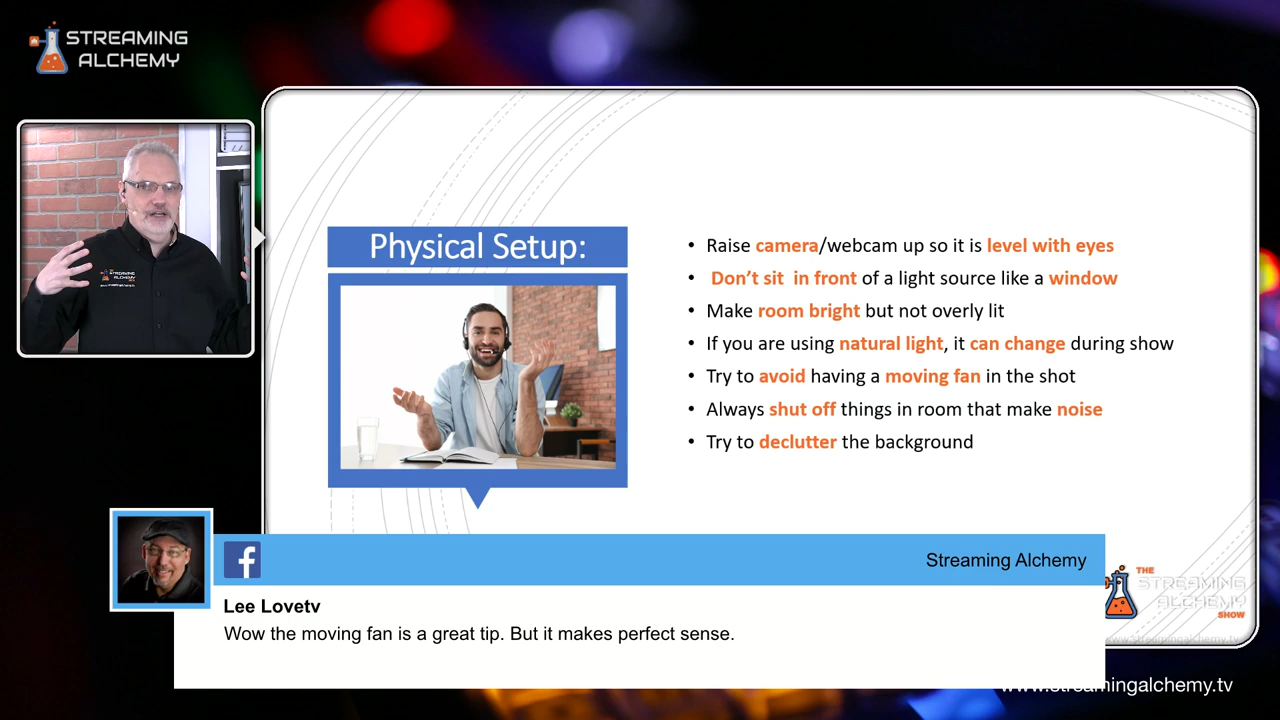 STREAMING
ALCHEMY
Physical Setup:
• Raise camera/webcam up so it is level with eyes
• Don't sit in front of a light source like a window
• Make room bright but not overly lit
• If you are using natural light, it can change during show
• Try to avoid having a moving fan in the shot
• Always shut off things in room that make noise
• Try to declutter the background
Streaming Alchemy
Lee Lovetv
Wow the moving fan is a great tip. But it makes perfect sense.
THE
STREAMING
ALCHEMY
SHOW
www.streamingalchemy.tv
www.streamingalchemy.tv